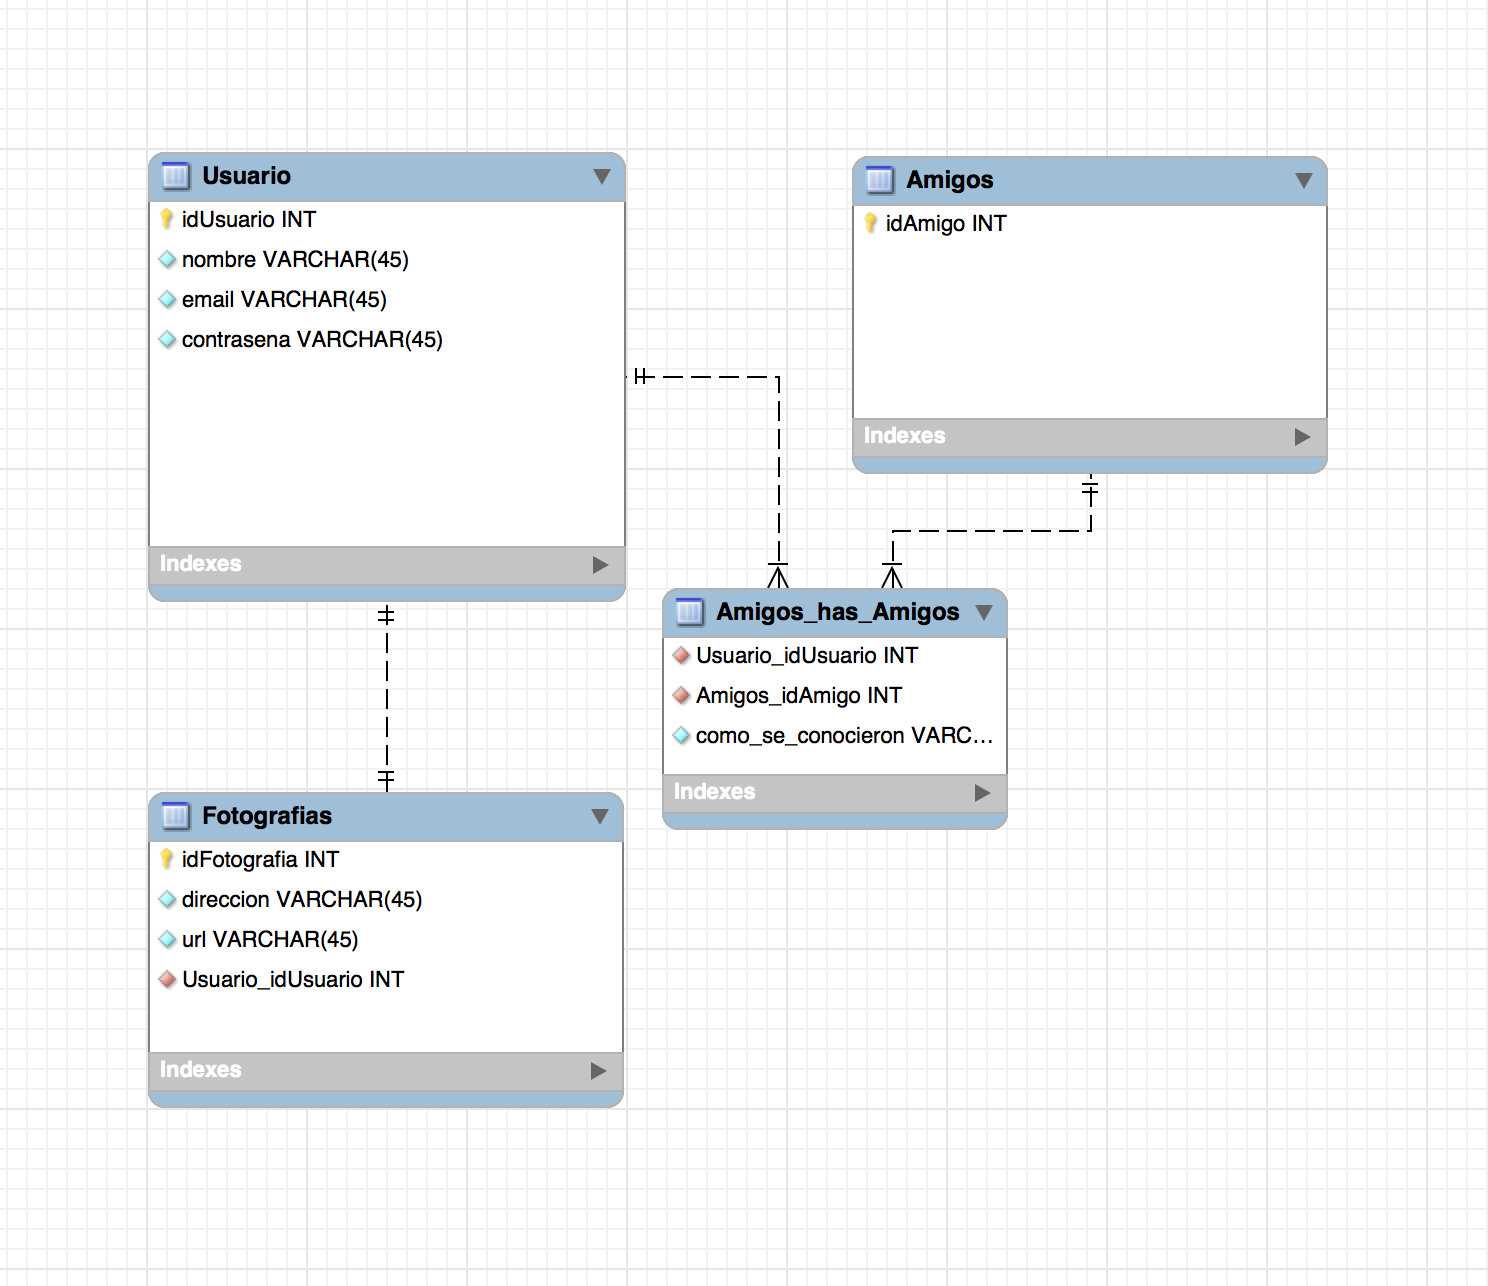 Usuario
idUsuario INT
nombre VARCHAR(45)
email VARCHAR(45)
contrasena VARCHAR(45)
Indexes
Amigos
idAmigo INT
Indexes
Amigos_has_Amigos
Usuario_idUsuario INT
Amigos_idAmigo INT
como_se_conocieron VARC...
Indexes
Fotografias
idFotografia INT
direccion VARCHAR(45)
url VARCHAR(45)
Usuario_idUsuario INT
Indexes